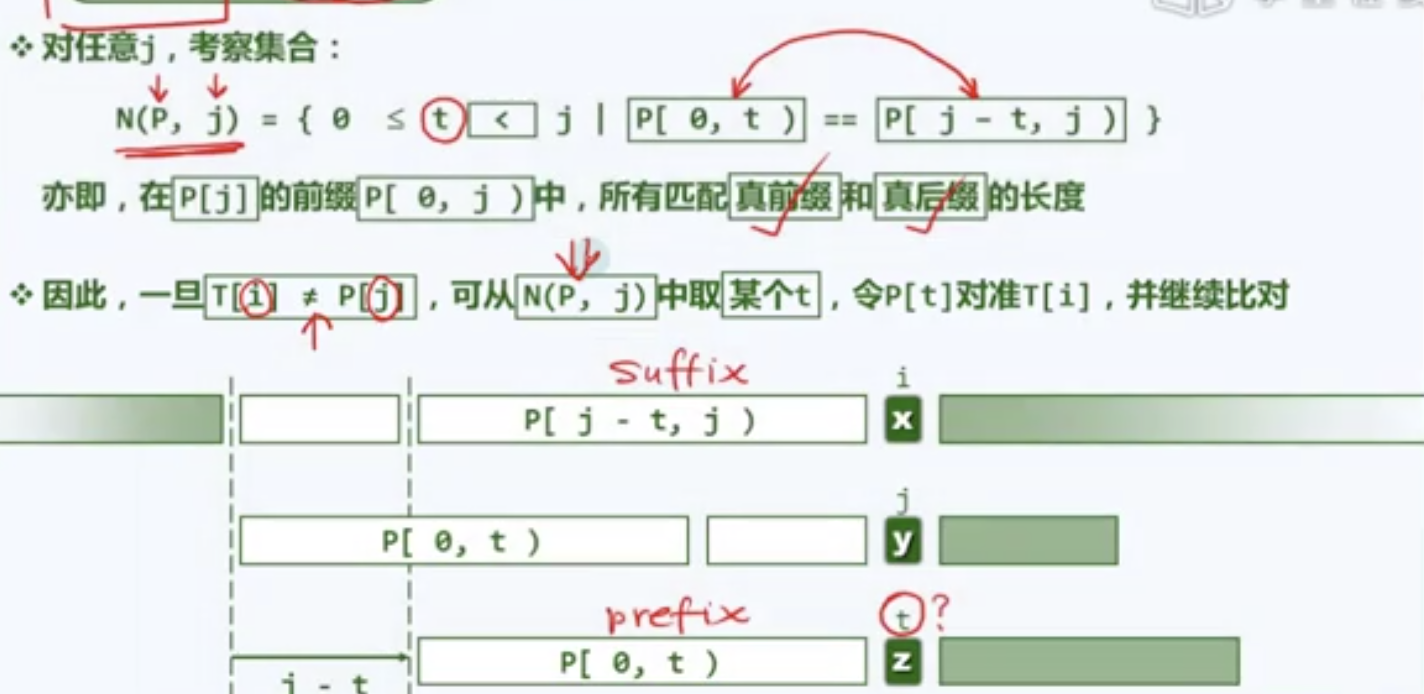 ❖ 对任意j，考察集合：
N(P, j) = { 0 ≤ t < j | P[ 0, t ) == P[ j - t, j ) }
亦即，在P[j]的前缀P[ 0, j )中，所有匹配真前缀和真后缀的长度
❖ 因此，一旦T[i] ≠ P[j]，可从N(P, j)中取某个t，令P[t]对准T[i]，并继续比对
suffix
i
P[ j - t, j ) x
j
P[ 0, t ) y
prefix t?
P[ 0, t ) z
j - t